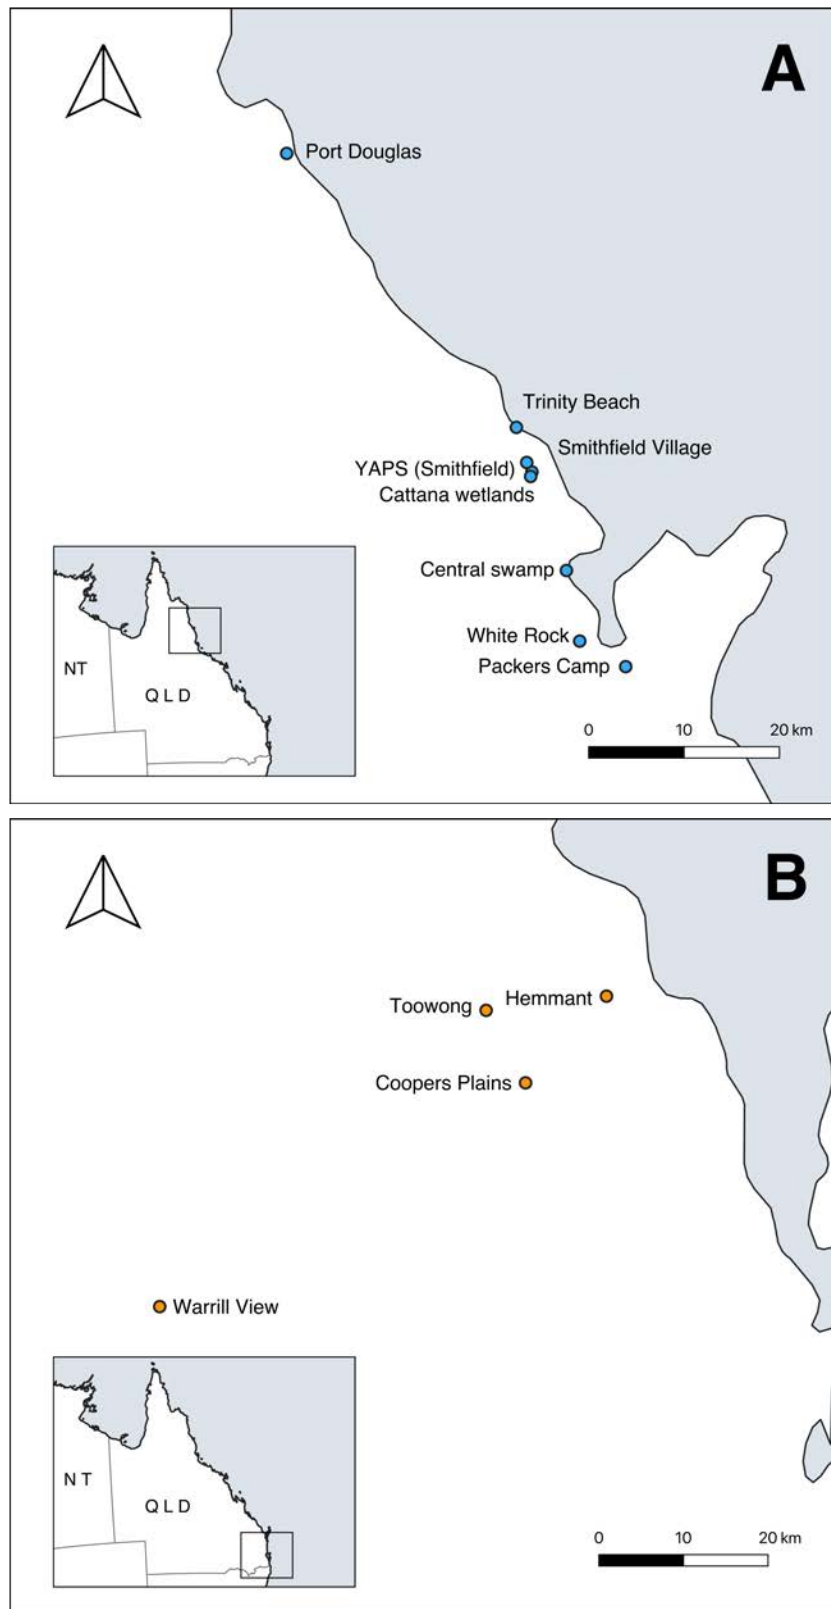 A
Port Douglas
Trinity Beach
Smithfield Village
YAPS (Smithfield)
Cattana wetlands
Central swamp
White Rock
Packers Camp
NT
QLD
0 10 20 km
B
Hemmant
Toowong
Coopers Plains
Warrill View
NT
QLD
0 10 20 km